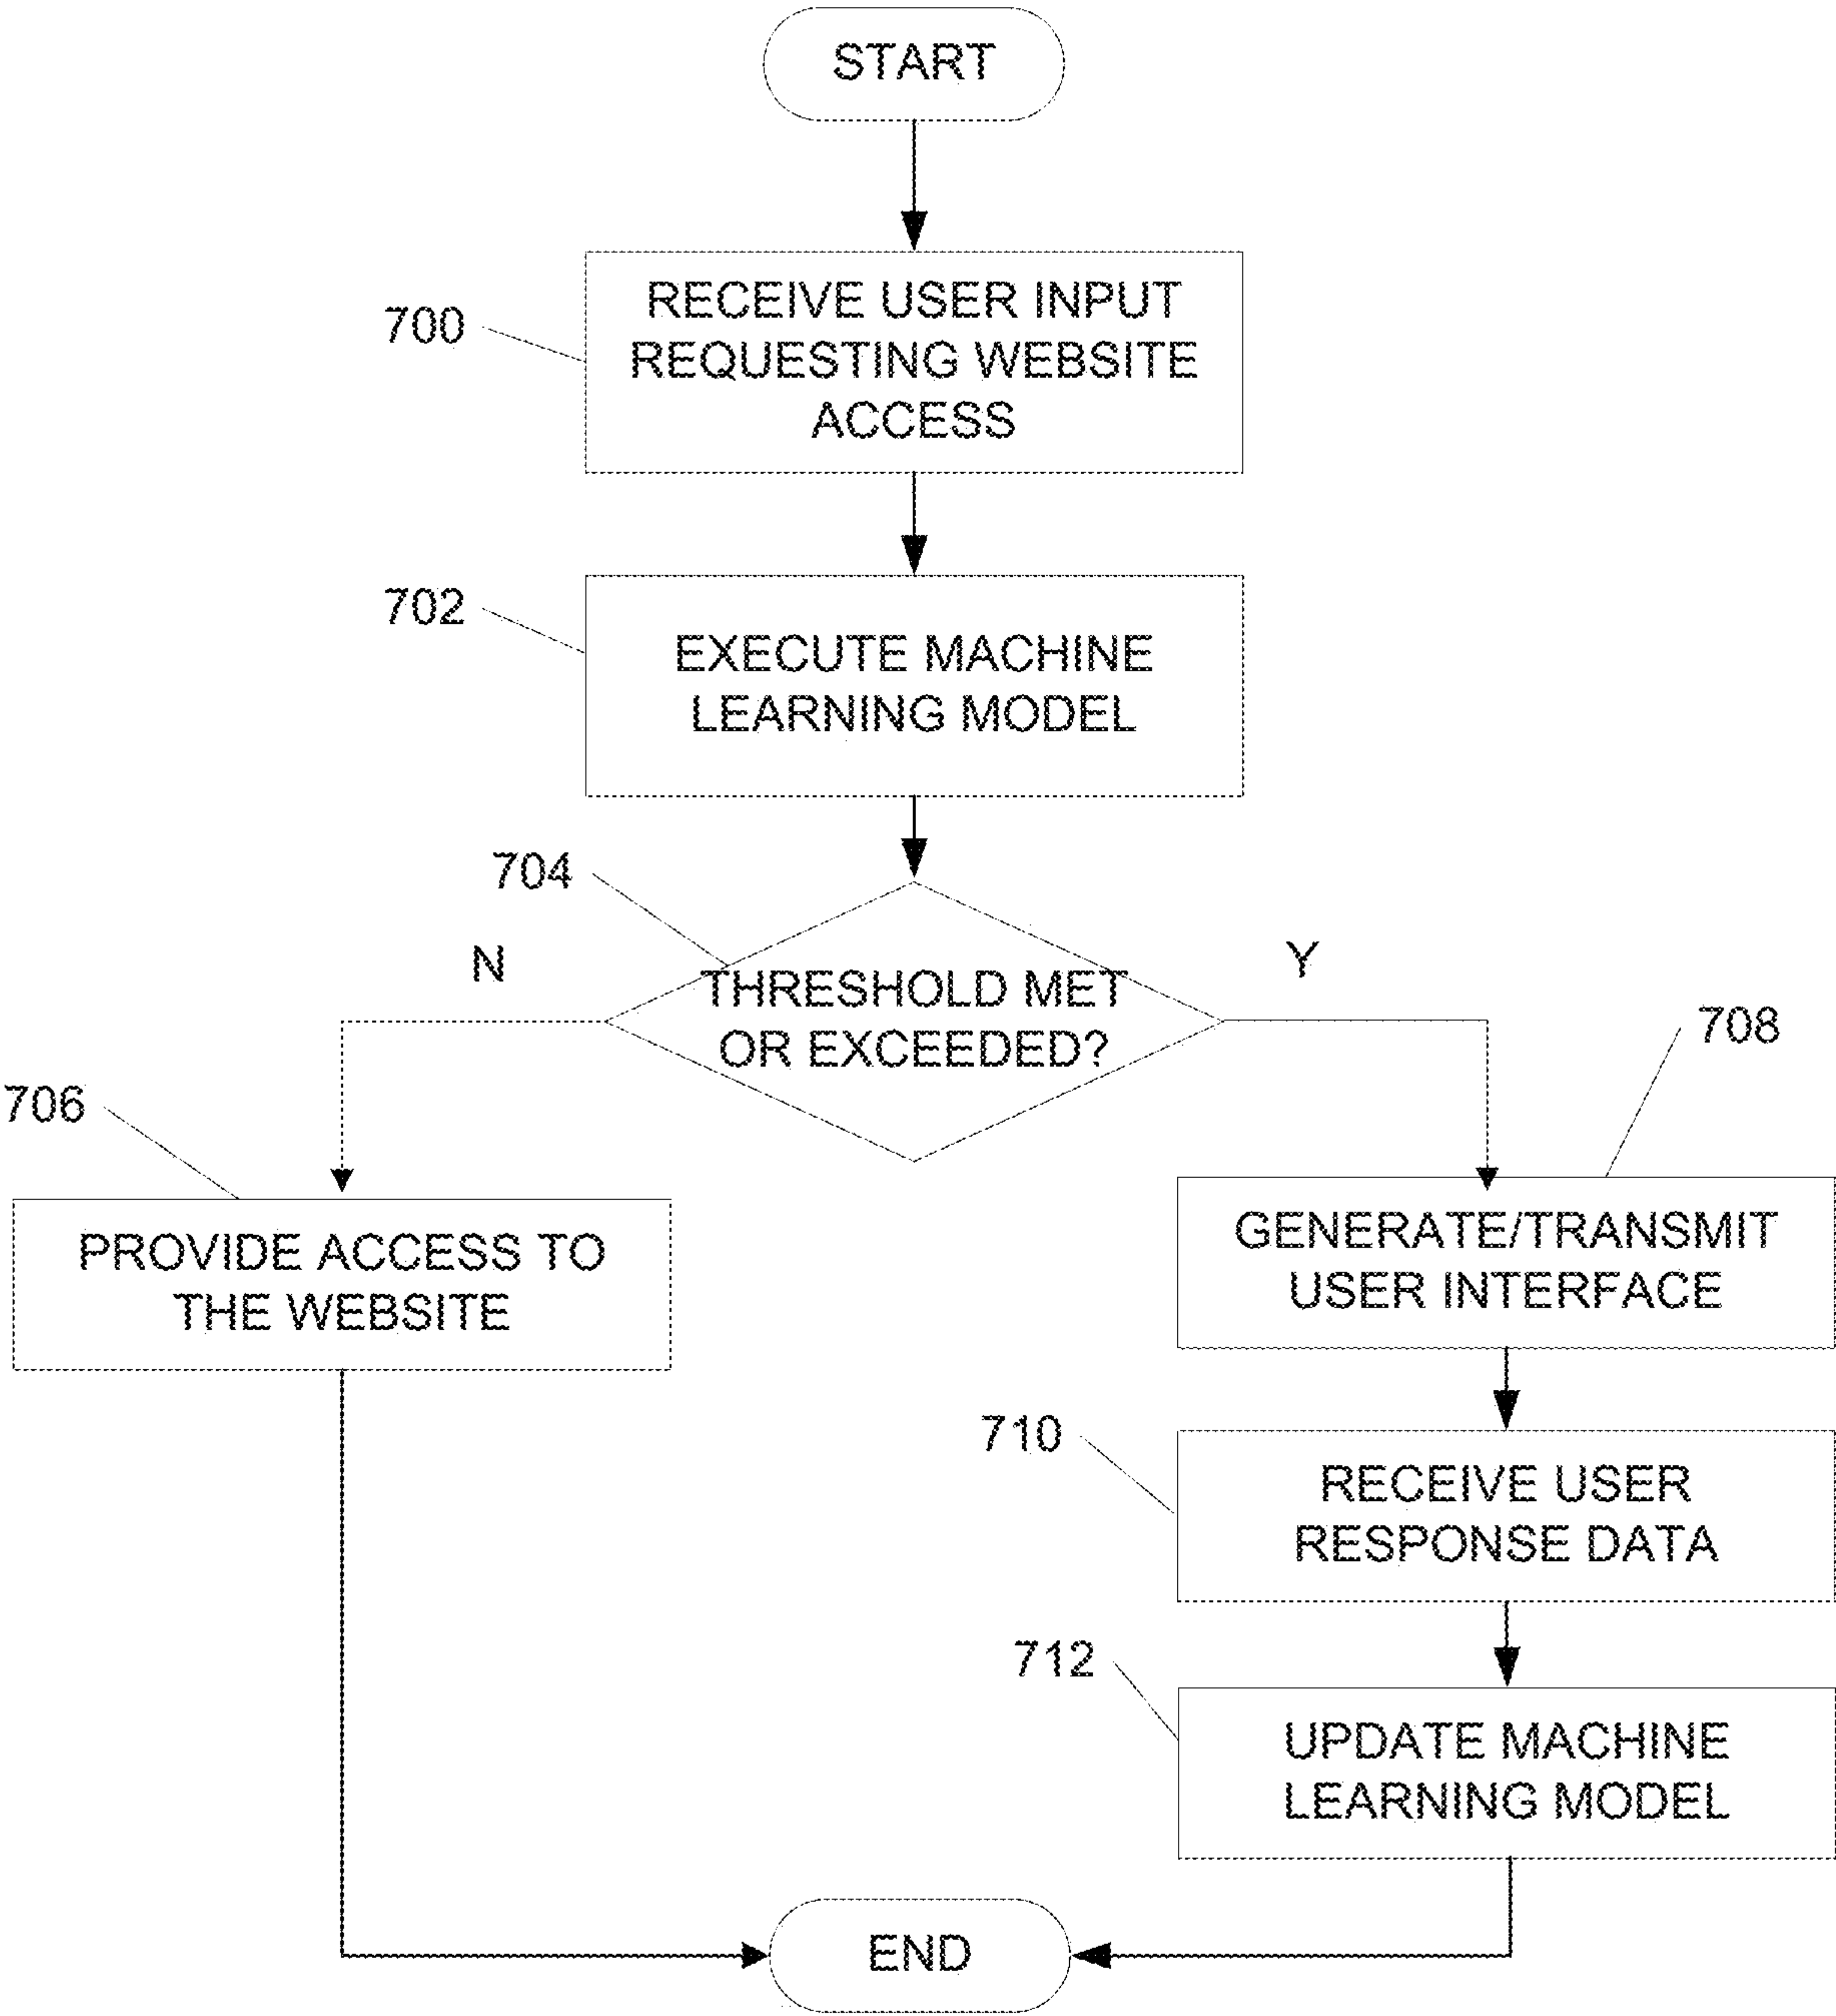 START
700
RECEIVE USER INPUT
REQUESTING WEBSITE
ACCESS
702
EXECUTE MACHINE
LEARNING MODEL
704
N
Y
THRESHOLD MET
OR EXCEEDED?
706
PROVIDE ACCESS TO
THE WEBSITE
708
GENERATE/TRANSMIT
USER INTERFACE
710
RECEIVE USER
RESPONSE DATA
712
UPDATE MACHINE
LEARNING MODEL
END